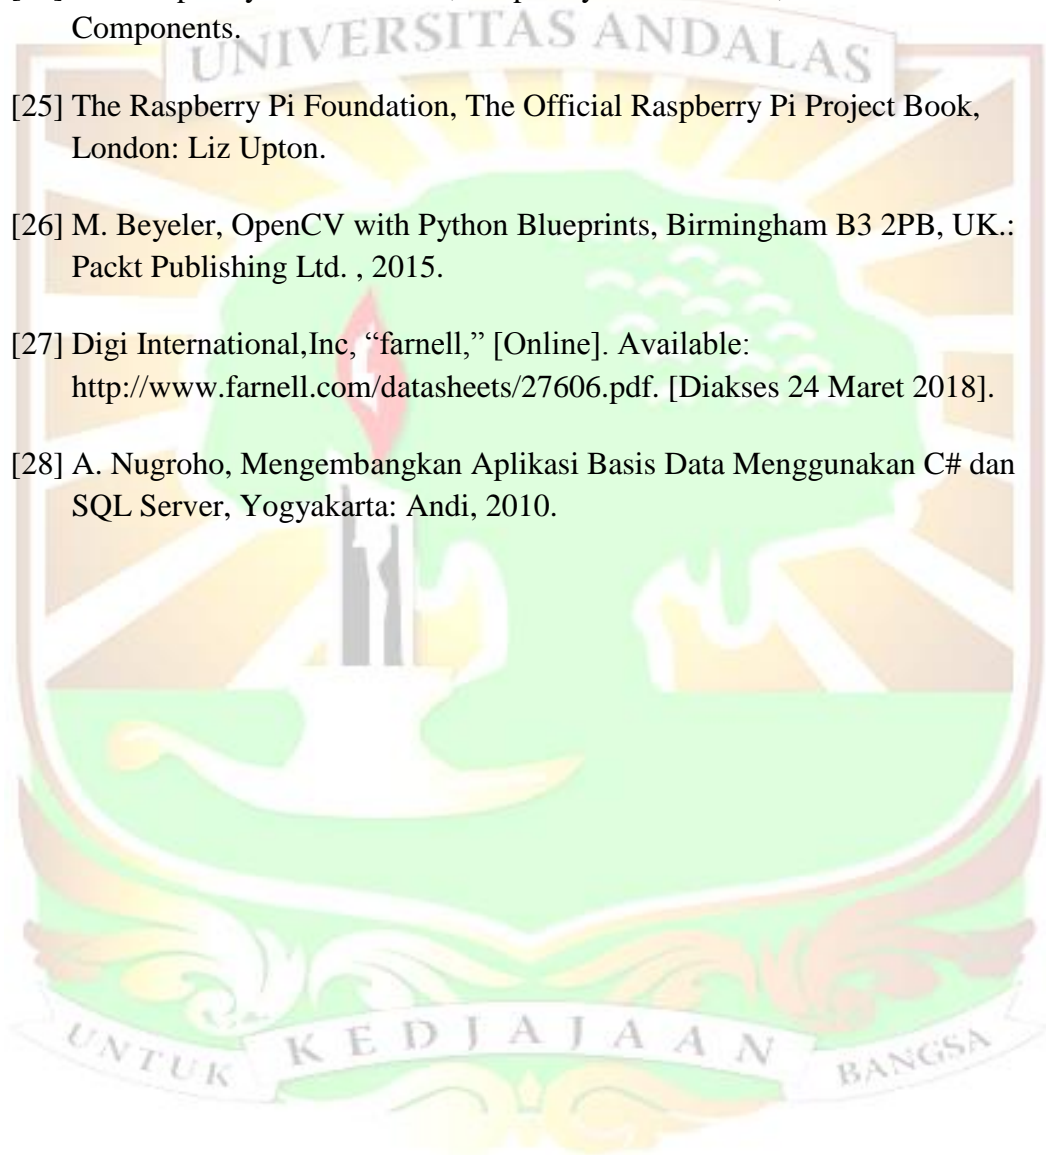 Components.
UNIVERSITAS ANDALAS
[25] The Raspberry Pi Foundation, The Official Raspberry Pi Project Book,
London: Liz Upton.
[26] M. Beyeler, OpenCV with Python Blueprints, Birmingham B3 2PB, UK.:
Packt Publishing Ltd. , 2015.
[27] Digi International,Inc, “farnell,” [Online]. Available:
http://www.farnell.com/datasheets/27606.pdf. [Diakses 24 Maret 2018].
[28] A. Nugroho, Mengembangkan Aplikasi Basis Data Menggunakan C# dan
SQL Server, Yogyakarta: Andi, 2010.
UNTUK KEDJAJAAN BANGSA